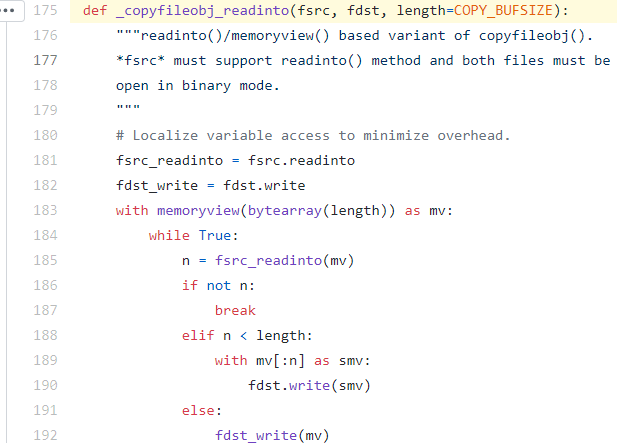 ••• 175 def _copyfileobj_readinto(fsrc, fdst, length=COPY_BUFSIZE):
176     """readinto()/memoryview() based variant of copyfileobj().
177     *fsrc* must support readinto() method and both files must be
178     open in binary mode.
179     """
180     # Localize variable access to minimize overhead.
181     fsrc_readinto = fsrc.readinto
182     fdst_write = fdst.write
183     with memoryview(bytearray(length)) as mv:
184         while True:
185             n = fsrc_readinto(mv)
186             if not n:
187                 break
188             elif n < length:
189                 with mv[:n] as smv:
190                     fdst.write(smv)
191             else:
192                 fdst_write(mv)